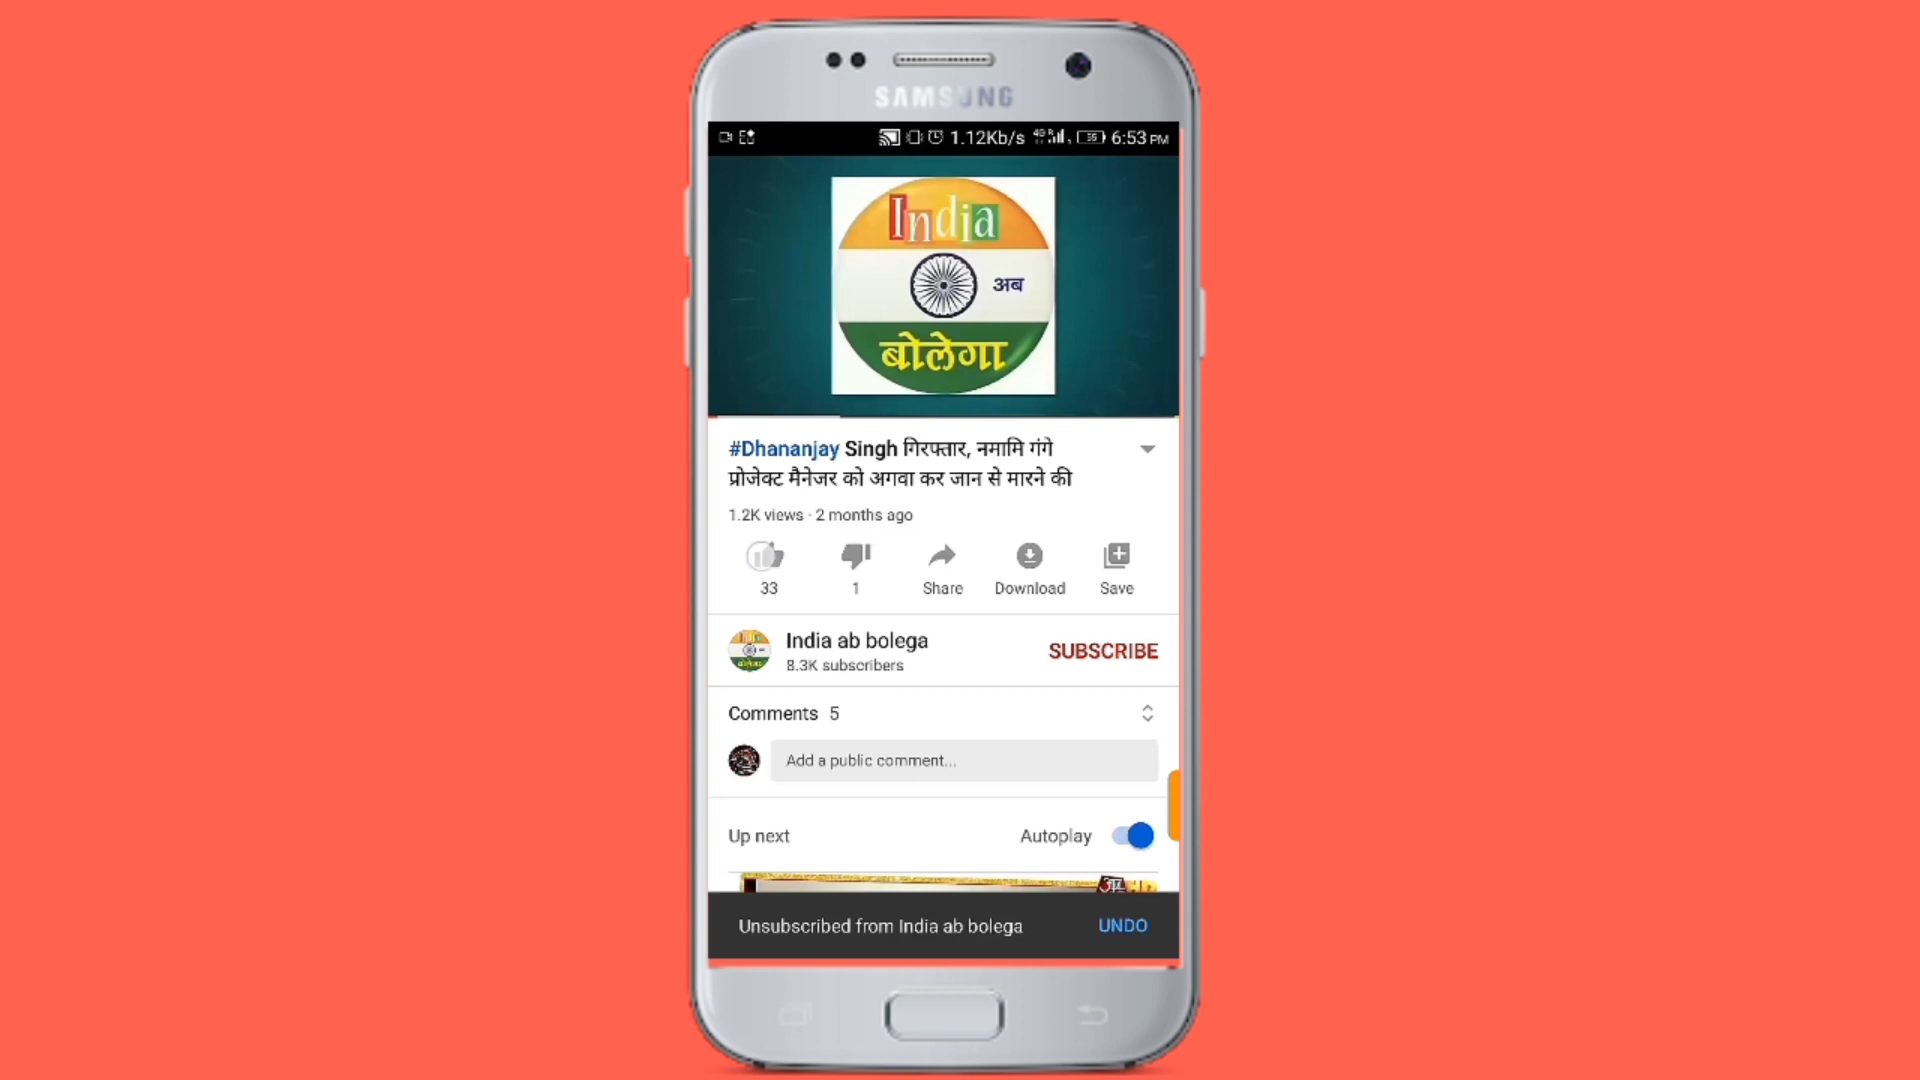 SAMSUNG
1.12Kb/s 4G R 55 6:53 PM
India
अब
बोलेगा
#Dhananjay Singh गिरफ्तार, नमामि गंगे
प्रोजेक्ट मैनेजर को अगवा कर जान से मारने की
1.2K views · 2 months ago
33 1 Share Download Save
India ab bolega
8.3K subscribers
SUBSCRIBE
Comments 5
Add a public comment...
Up next Autoplay
Unsubscribed from India ab bolega UNDO